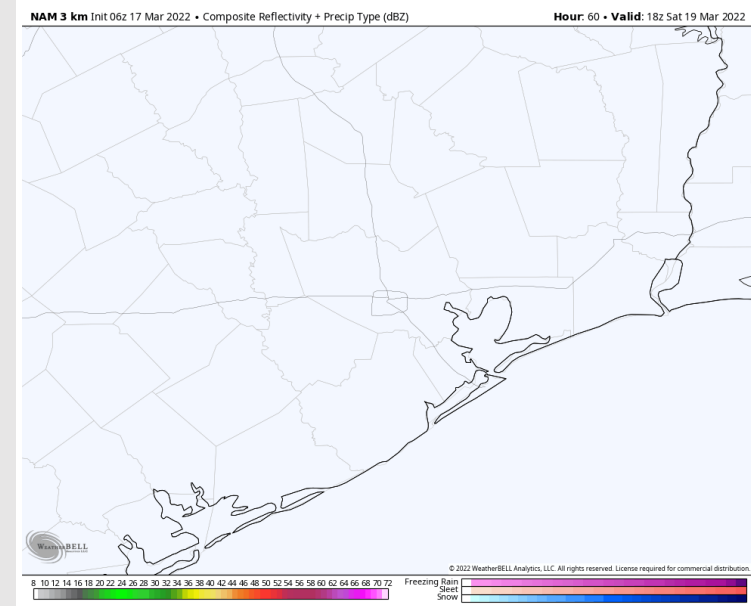 NAM 3 km Init 06z 17 Mar 2022 • Composite Reflectivity + Precip Type (dBZ)
Hour: 60 • Valid: 18z Sat 19 Mar 2022
WeatherBELL
© 2022 WeatherBELL Analytics, LLC. All rights reserved. License required for commercial distribution.
8 10 12 14 16 18 20 22 24 26 28 30 32 34 36 38 40 42 44 46 48 50 52 54 56 58 60 62 64 66 68 70 72
Freezing Rain
Sleet
Snow